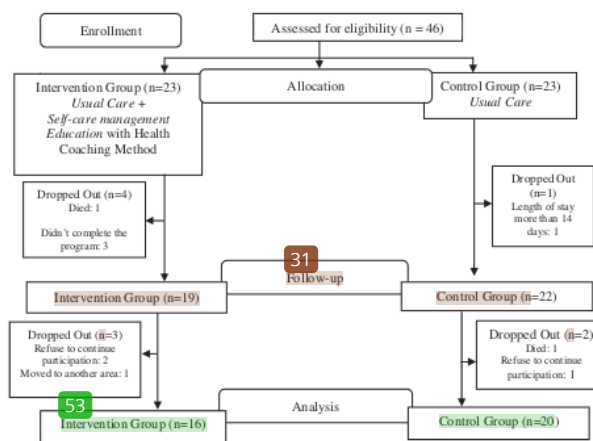 Enrollment
Assessed for eligibility (n = 46)
Intervention Group (n=23)
Usual Care +
Self-care management
Education with Health
Coaching Method
Allocation
Control Group (n=23)
Usual Care
Dropped Out (n=4)
Died: 1
Didn't complete the
program: 3
Dropped Out
(n=1)
Length of stay
more than 14
days: 1
31
Follow-up
Intervention Group (n=19)
Control Group (n=22)
Dropped Out (n=3)
Refuse to continue
participation: 2
Moved to another area: 1
Dropped Out (n=2)
Died: 1
Refuse to continue
participation: 1
53
Analysis
Intervention Group (n=16)
Control Group (n=20)